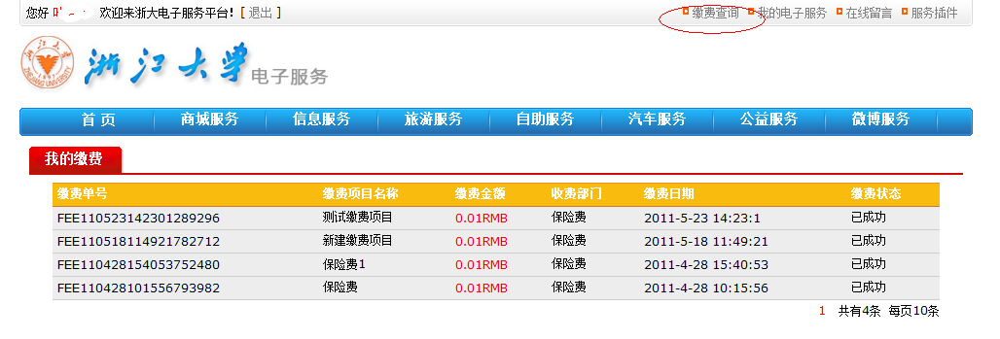 您好 欢迎来浙大电子服务平台！[ 退出 ] 缴费查询 我的电子服务 在线留言 服务插件
浙江大学 电子服务
首 页 商城服务 信息服务 旅游服务 自助服务 汽车服务 公益服务 微博服务
我的缴费
缴费单号 缴费项目名称 缴费金额 收费部门 缴费日期 缴费状态
FEE110523142301289296 测试缴费项目 0.01RMB 保险费 2011-5-23 14:23:1 已成功
FEE110518114921782712 新建缴费项目 0.01RMB 保险费 2011-5-18 11:49:21 已成功
FEE110428154053752480 保险费1 0.01RMB 保险费 2011-4-28 15:40:53 已成功
FEE110428101556793982 保险费 0.01RMB 保险费 2011-4-28 10:15:56 已成功
1 共有4条 每页10条